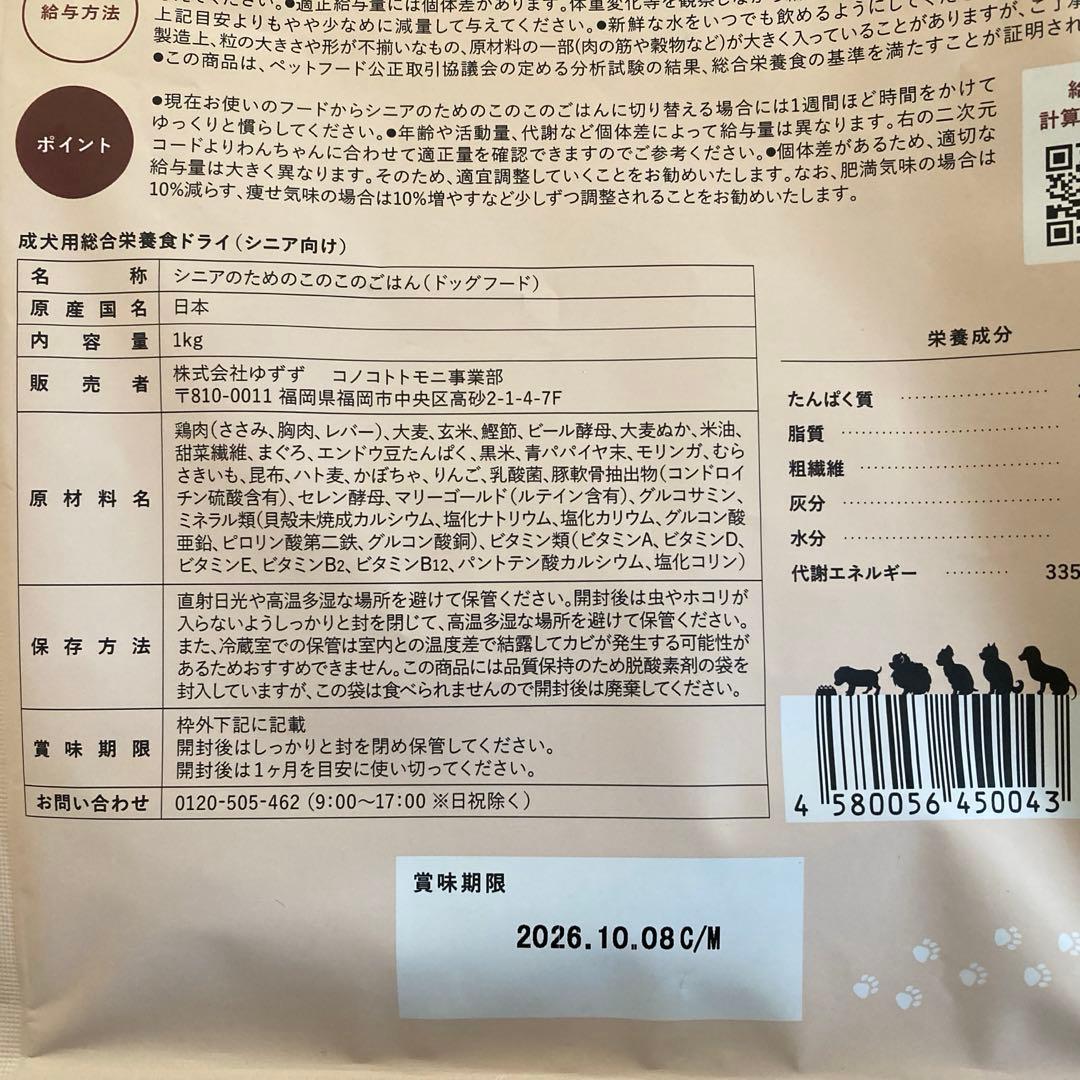 給与方法
●適正給与量には個体差があります。体重変化等を観察しながら
上記目安よりもやや少なめに減量して与えてください。●新鮮な水をいつでも飲めるようにしてく
製造上、粒の大きさや形が不揃いなもの、原材料の一部(肉の筋や穀物など)が大きく入っていることがありますが、ご了承
●この商品は、ペットフード公正取引協議会の定める分析試験の結果、総合栄養食の基準を満たすことが証明され
ポイント
●現在お使いのフードからシニアのためのこのこのごはんに切り替える場合には1週間ほど時間をかけて
ゆっくりと慣らしてください。●年齢や活動量、代謝など個体差によって給与量は異なります。右の二次元
コードよりわんちゃんに合わせて適正量を確認できますのでご参考ください。●個体差があるため、適切な
給与量は大きく異なります。そのため、適宜調整していくことをお勧めいたします。なお、肥満気味の場合は
10%減らす、痩せ気味の場合は10%増やすなど少しずつ調整されることをお勧めいたします。
計算
成犬用総合栄養食ドライ(シニア向け)
名称 シニアのためのこのこのごはん(ドッグフード)
原産国名 日本
内容量 1kg
販売者 株式会社ゆずず コノコトトモニ事業部
〒810-0011 福岡県福岡市中央区高砂2-1-4-7F
原材料名 鶏肉(ささみ、胸肉、レバー)、大麦、玄米、鰹節、ビール酵母、大麦ぬか、米油、
甜菜繊維、まぐろ、エンドウ豆たんぱく、黒米、青パパイヤ末、モリンガ、むら
さきいも、昆布、ハト麦、かぼちゃ、りんご、乳酸菌、豚軟骨抽出物(コンドロイ
チン硫酸含有)、セレン酵母、マリーゴールド(ルテイン含有)、グルコサミン、
ミネラル類(貝殻未焼成カルシウム、塩化ナトリウム、塩化カリウム、グルコン酸
亜鉛、ピロリン酸第二鉄、グルコン酸銅)、ビタミン類(ビタミンA、ビタミンD、
ビタミンE、ビタミンB2、ビタミンB12、パントテン酸カルシウム、塩化コリン)
保存方法 直射日光や高温多湿な場所を避けて保管ください。開封後は虫やホコリが
入らないようしっかりと封を閉じて、高温多湿な場所を避けて保管ください。
また、冷蔵室での保管は室内との温度差で結露してカビが発生する可能性が
あるためおすすめできません。この商品には品質保持のため脱酸素剤の袋を
封入していますが、この袋は食べられませんので開封後は廃棄してください。
賞味期限 枠外下記に記載
開封後はしっかりと封を閉め保管してください。
開封後は1ヶ月を目安に使い切ってください。
お問い合わせ 0120-505-462 (9:00〜17:00 ※日祝除く)
栄養成分
たんぱく質
脂質
粗繊維
灰分
水分
代謝エネルギー 335
4 580056 450043
賞味期限
2026.10.08C/M